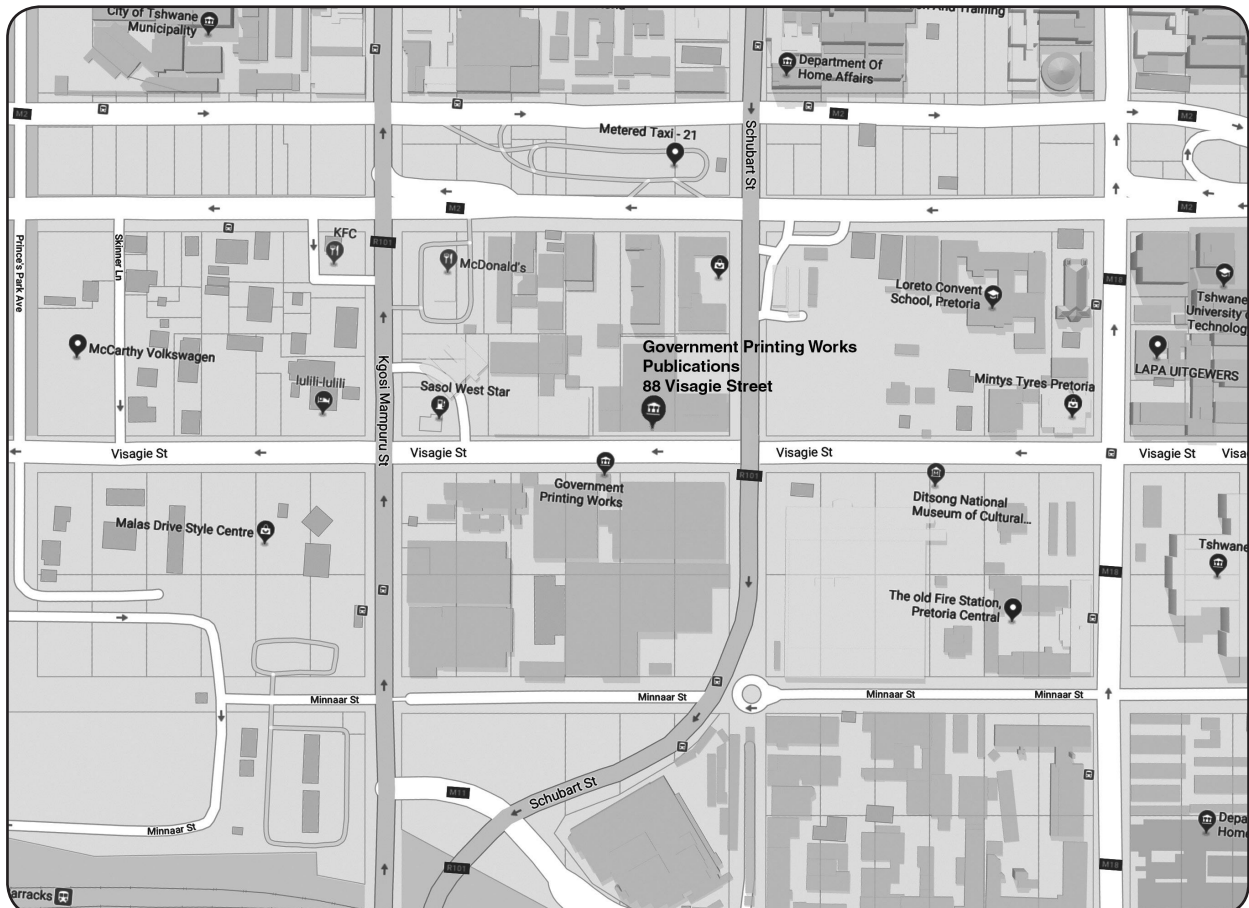 City of Tshwane
Municipality
And Training
Department Of
Home Affairs
M2
M2
M2
Metered Taxi - 21
Schubart St
M2
M2
KFC
R101
McDonald's
Prince's Park Ave
Skinner Ln
Loreto Convent
School, Pretoria
M18
Tshwane
University
Technolog
McCarthy Volkswagen
Government Printing Works
Publications
88 Visagie Street
LAPA UITGEWERS
lulili-lulili
Sasol West Star
Mintys Tyres Pretoria
Kgosi Mampuru St
Visagie St
Visagie St
Visagie St
Visagie St
Visa
R101
Government
Printing Works
Ditsong National
Museum of Cultural...
Malas Drive Style Centre
Tshwane
M18
The old Fire Station,
Pretoria Central
Minnaar St
Minnaar St
Minnaar St
Minnaar St
M11
Schubart St
Minnaar St
Depa
Home
R101
M18
arracks